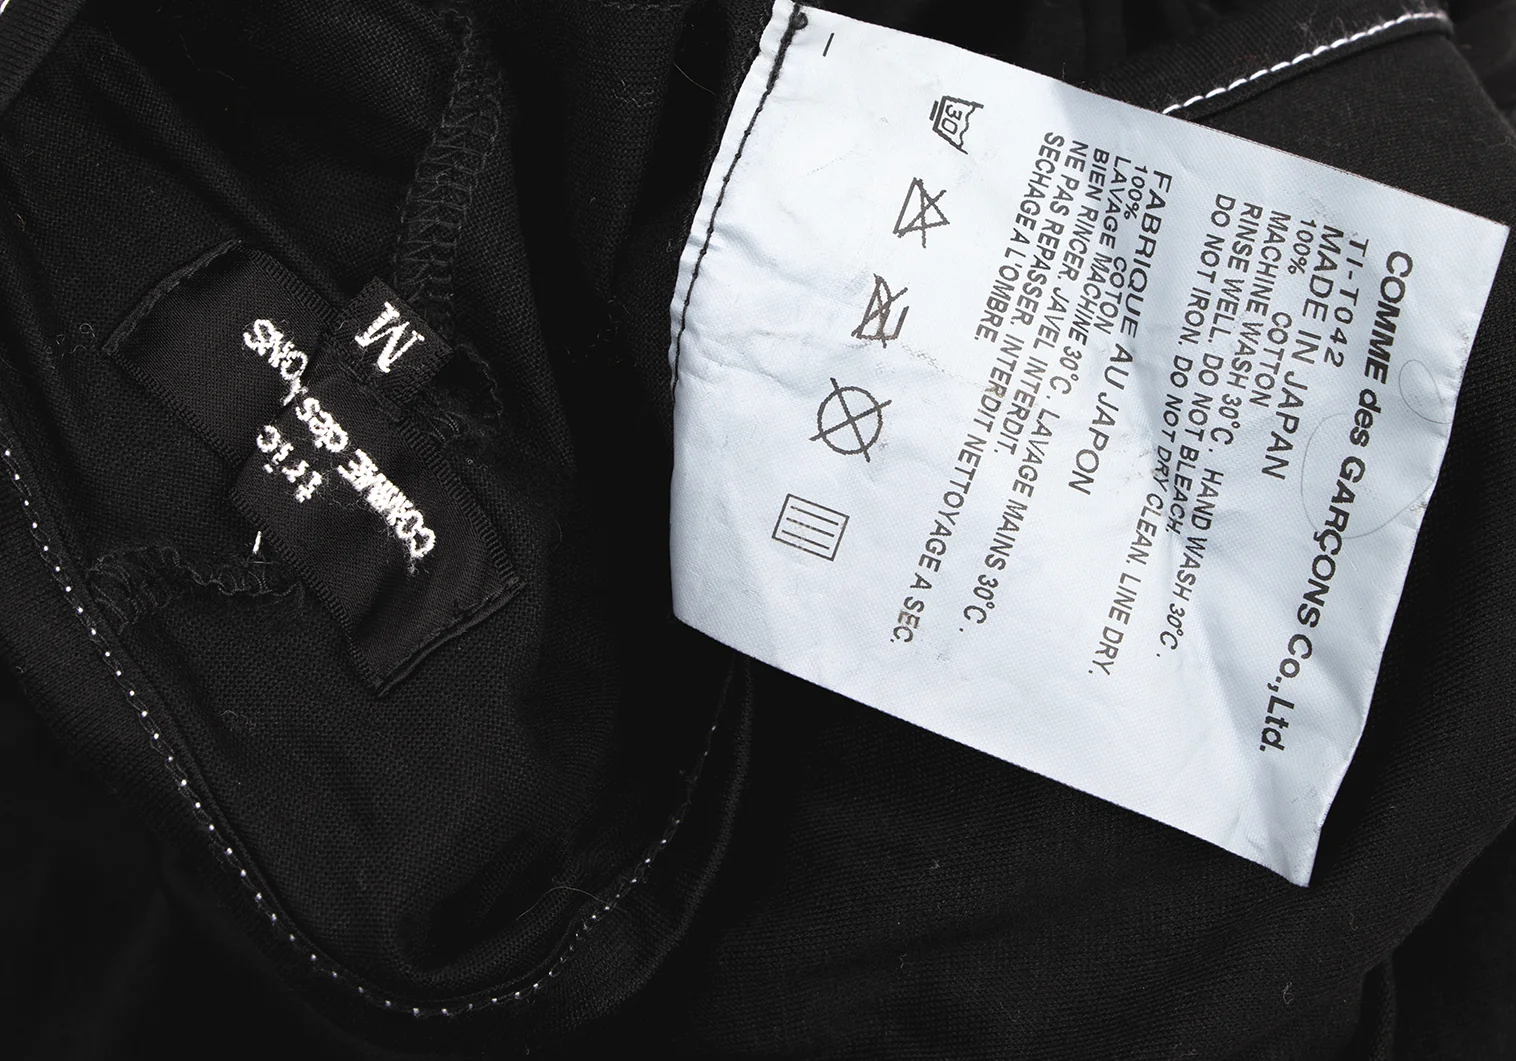 M
COMME des GARÇONS
tricot
COMME des GARÇONS Co.,Ltd.
TI-T042
MADE IN JAPAN
100% COTTON
MACHINE WASH 30°C. HAND WASH 30°C.
RINSE WELL. DO NOT BLEACH.
DO NOT IRON. DO NOT DRY CLEAN. LINE DRY.
FABRIQUE AU JAPON
100% COTON
LAVAGE MACHINE 30°C. LAVAGE MAINS 30°C.
BIEN RINCER. JAVEL INTERDIT.
NE PAS REPASSER. INTERDIT NETTOYAGE A SEC.
SECHAGE A L'OMBRE.
30